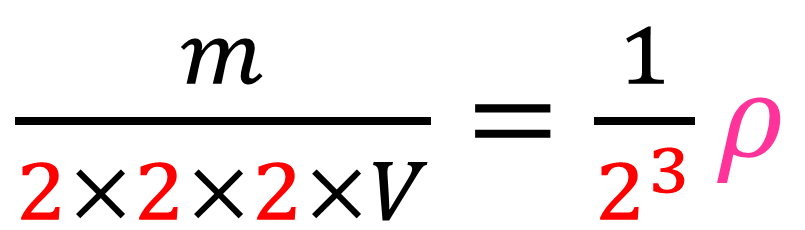 m / 2×2×2×V = 1 / 2³ ρ